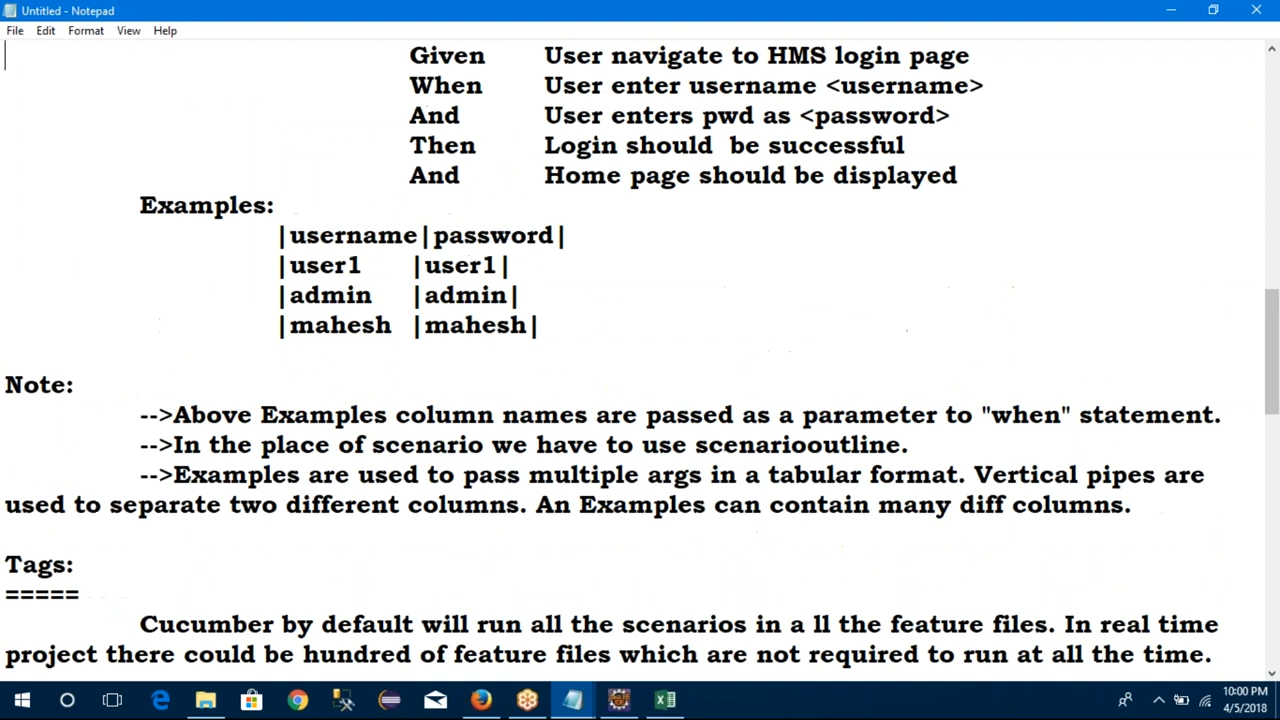 Untitled - Notepad
File Edit Format View Help
Given User navigate to HMS login page
When User enter username <username>
And User enters pwd as <password>
Then Login should  be successful
And Home page should be displayed
Examples:
|username|password|
|user1 |user1|
|admin |admin|
|mahesh |mahesh|
Note:
-->Above Examples column names are passed as a parameter to "when" statement.
-->In the place of scenario we have to use scenariooutline.
-->Examples are used to pass multiple args in a tabular format. Vertical pipes are
used to separate two different columns. An Examples can contain many diff columns.
Tags:
=====
Cucumber by default will run all the scenarios in a ll the feature files. In real time
project there could be hundred of feature files which are not required to run at all the time.
10:00 PM
4/5/2018